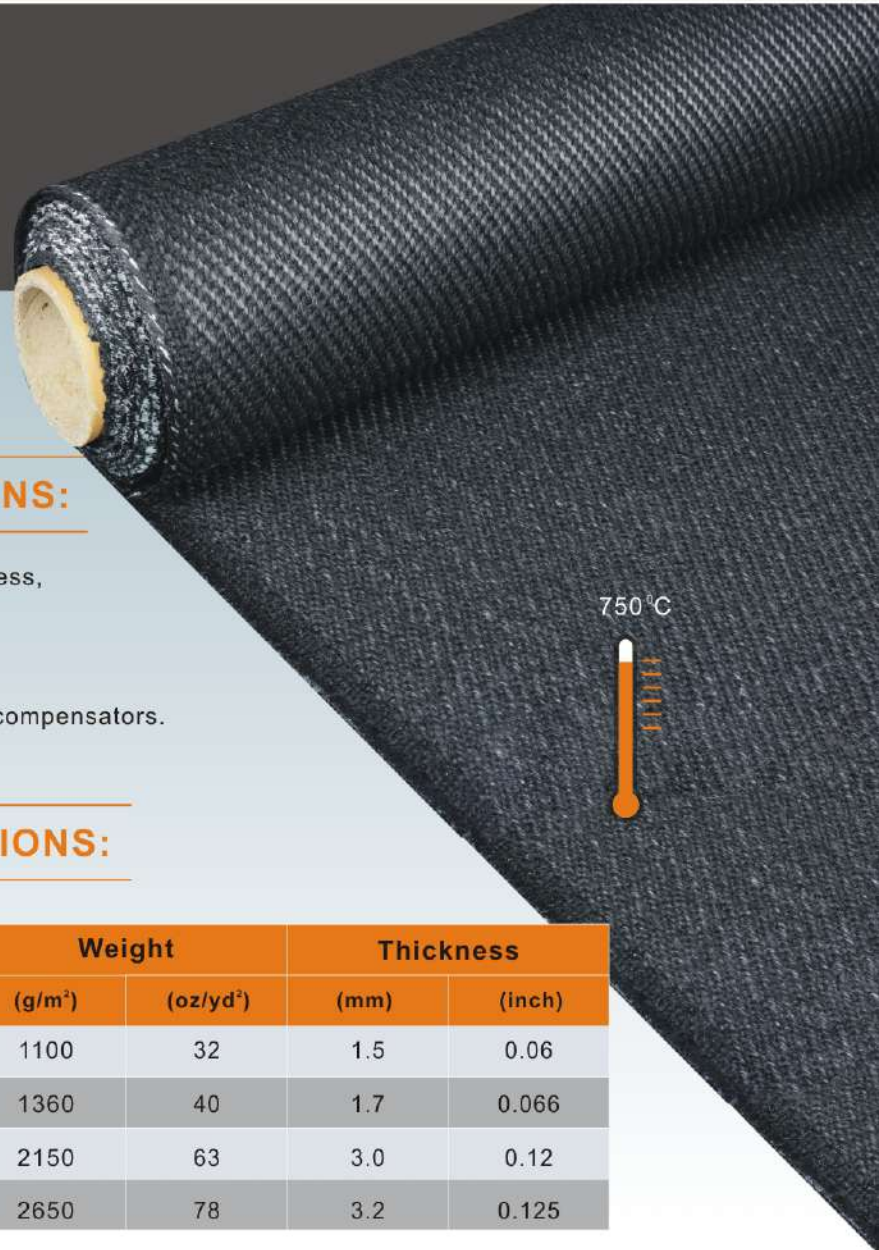 NS:
ess,
750°C
compensators.
IONS:
Weight Thickness
(g/m²) (oz/yd²) (mm) (inch)
1100 32 1.5 0.06
1360 40 1.7 0.066
2150 63 3.0 0.12
2650 78 3.2 0.125